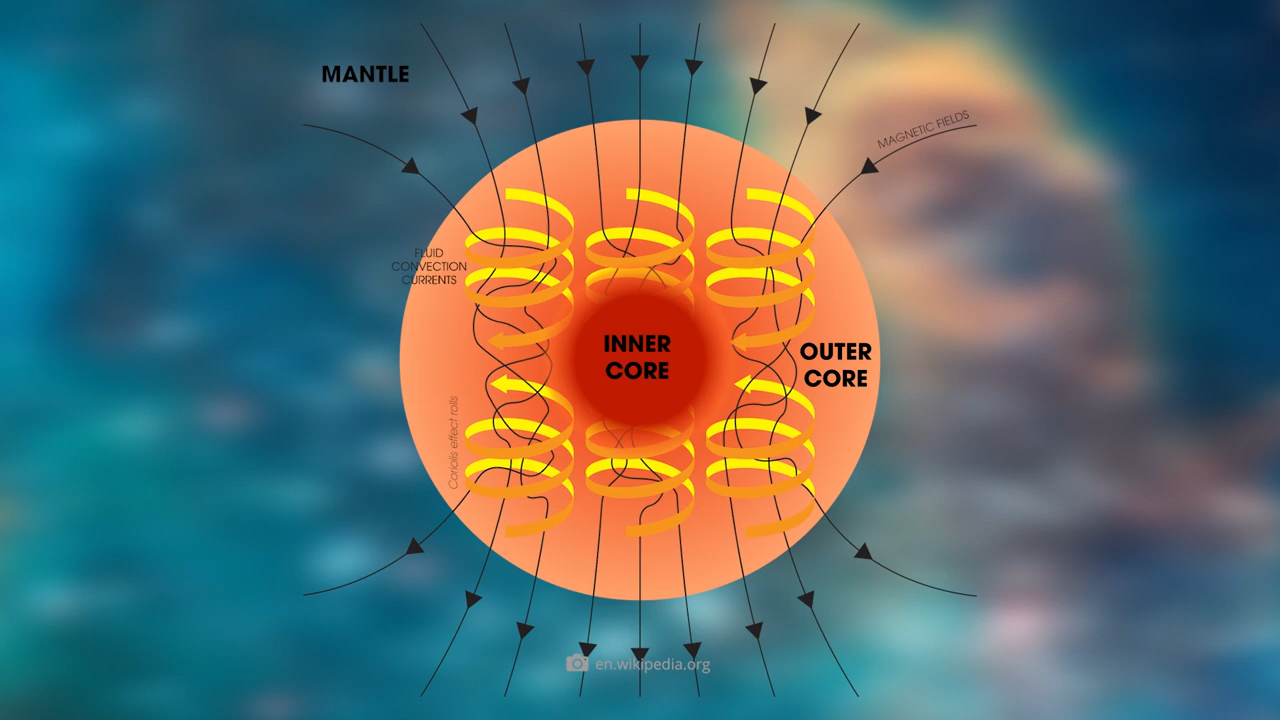 MANTLE
MAGNETIC FIELDS
FLUID
CONVECTION
CURRENTS
INNER
CORE
OUTER
CORE
Coriolis effect rolls
en.wikipedia.org